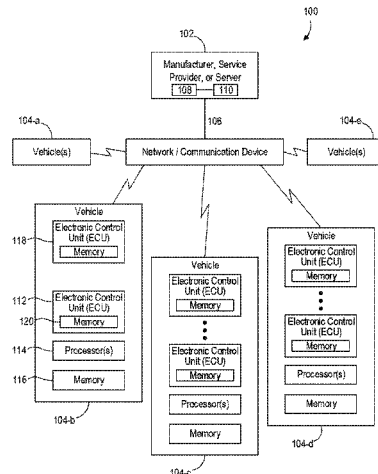 100
102
Manufacturer, Service
Provider, or Server
108
110
104-a
106
104-e
Vehicle(s)
Network / Communication Device
Vehicle(s)
Vehicle
118
Electronic Control
Unit (ECU)
Memory
112
Electronic Control
Unit (ECU)
120
Memory
114
Processor(s)
116
Memory
104-b
Vehicle
Electronic Control
Unit (ECU)
Memory
Electronic Control
Unit (ECU)
Memory
Processor(s)
Memory
104-c
Vehicle
Electronic Control
Unit (ECU)
Memory
Electronic Control
Unit (ECU)
Memory
Processor(s)
Memory
104-d